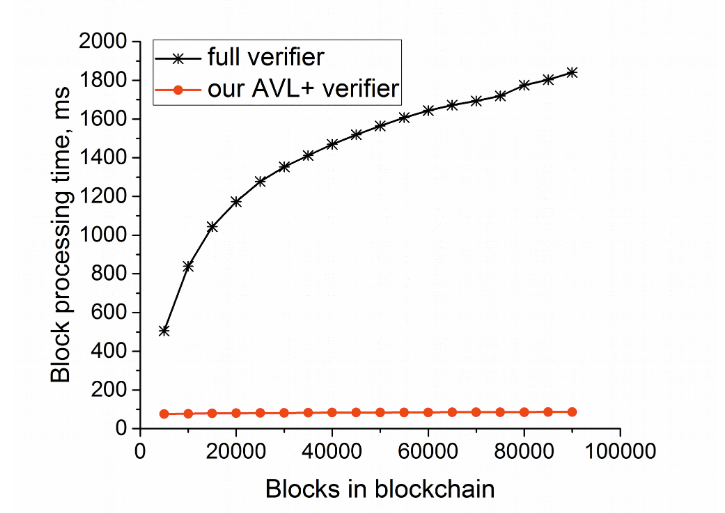 2000
full verifier
1800
our AVL+ verifier
1600
1400
1200
1000
800
600
400
200
0
Block processing time, ms
0 20000 40000 60000 80000 100000
Blocks in blockchain